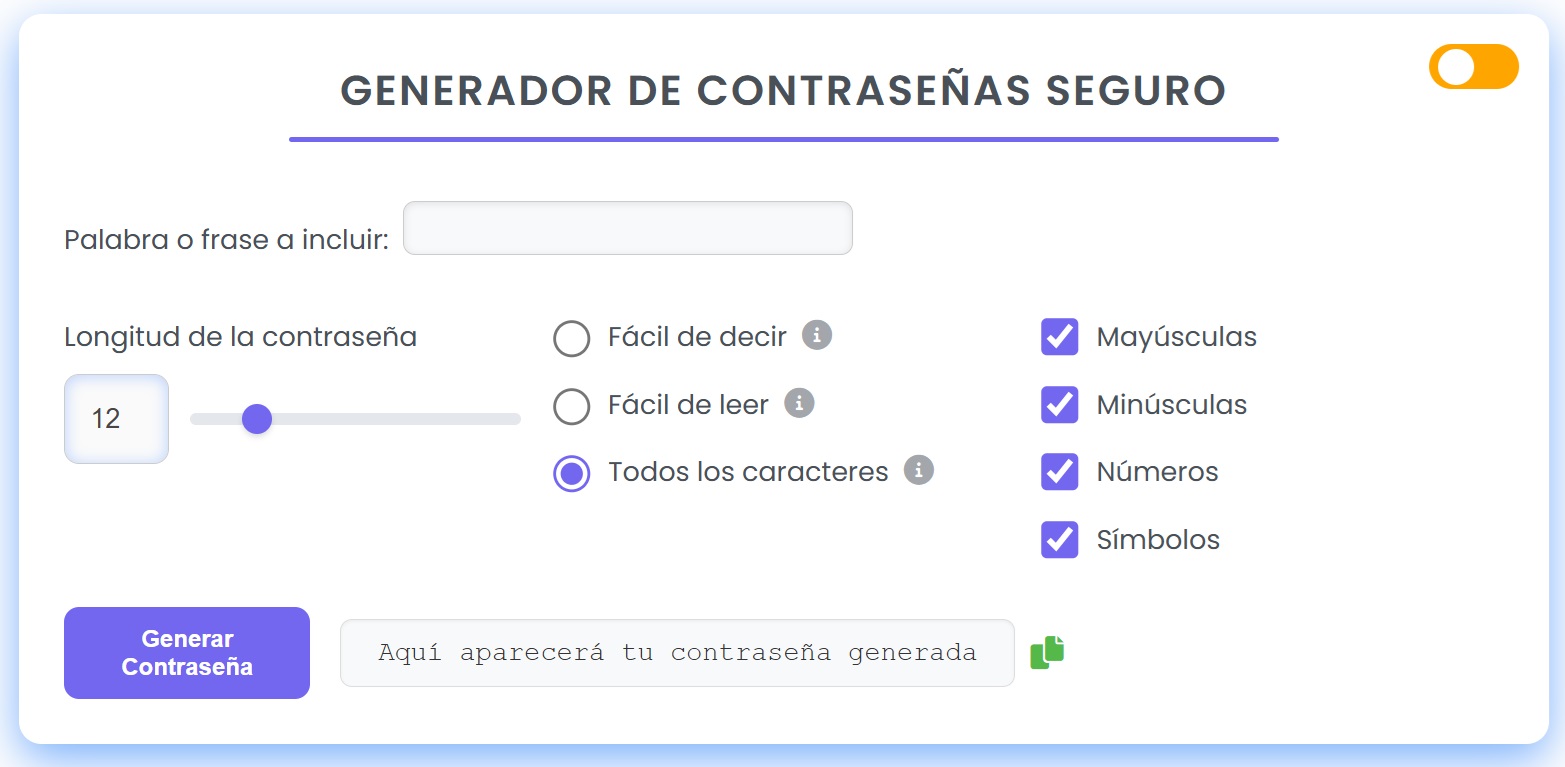 GENERADOR DE CONTRASEÑAS SEGURO
Palabra o frase a incluir:
Longitud de la contraseña
12
Fácil de decir
Fácil de leer
Todos los caracteres
Mayúsculas
Minúsculas
Números
Símbolos
Generar
Contraseña
Aquí aparecerá tu contraseña generada